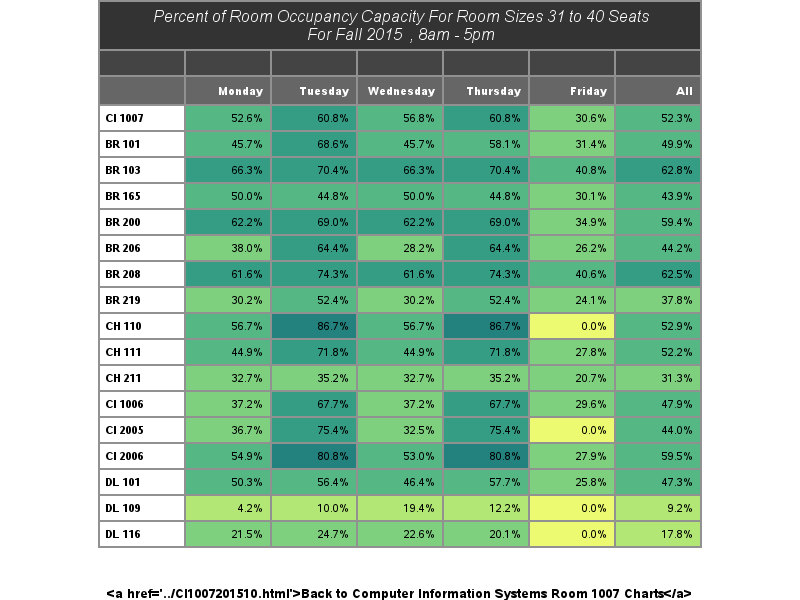 Percent of Room Occupancy Capacity For Room Sizes 31 to 40 Seats
For Fall 2015 , 8am - 5pm
Monday Tuesday Wednesday Thursday Friday All
CI 1007 52.6% 60.8% 56.8% 60.8% 30.6% 52.3%
BR 101 45.7% 68.6% 45.7% 58.1% 31.4% 49.9%
BR 103 66.3% 70.4% 66.3% 70.4% 40.8% 62.8%
BR 165 50.0% 44.8% 50.0% 44.8% 30.1% 43.9%
BR 200 62.2% 69.0% 62.2% 69.0% 34.9% 59.4%
BR 206 38.0% 64.4% 28.2% 64.4% 26.2% 44.2%
BR 208 61.6% 74.3% 61.6% 74.3% 40.6% 62.5%
BR 219 30.2% 52.4% 30.2% 52.4% 24.1% 37.8%
CH 110 56.7% 86.7% 56.7% 86.7% 0.0% 52.9%
CH 111 44.9% 71.8% 44.9% 71.8% 27.8% 52.2%
CH 211 32.7% 35.2% 32.7% 35.2% 20.7% 31.3%
CI 1006 37.2% 67.7% 37.2% 67.7% 29.6% 47.9%
CI 2005 36.7% 75.4% 32.5% 75.4% 0.0% 44.0%
CI 2006 54.9% 80.8% 53.0% 80.8% 27.9% 59.5%
DL 101 50.3% 56.4% 46.4% 57.7% 25.8% 47.3%
DL 109 4.2% 10.0% 19.4% 12.2% 0.0% 9.2%
DL 116 21.5% 24.7% 22.6% 20.1% 0.0% 17.8%
<a href='../CI1007201510.html'>Back to Computer Information Systems Room 1007 Charts</a>